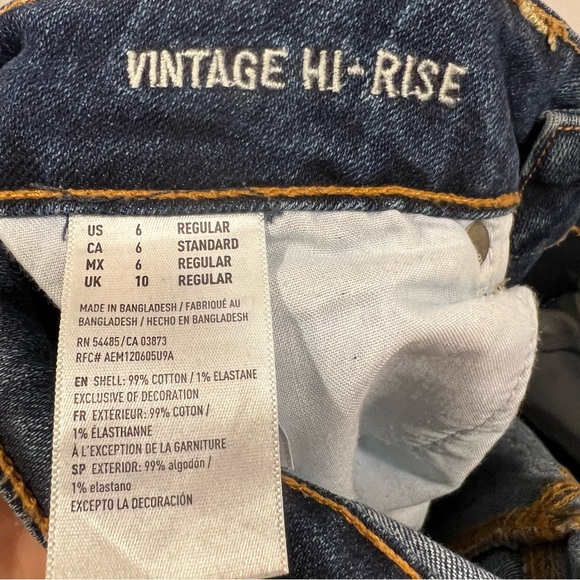 VINTAGE HI-RISE
US 6 REGULAR
CA 6 STANDARD
MX 6 REGULAR
UK 10 REGULAR
MADE IN BANGLADESH / FABRIQUÉ AU
BANGLADESH / HECHO EN BANGLADESH
RN 54485/CA 03873
RFC# AEM120605U9A
EN SHELL: 99% COTTON / 1% ELASTANE
EXCLUSIVE OF DECORATION
FR EXTÉRIEUR: 99% COTON /
1% ÉLASTHANNE
À L'EXCEPTION DE LA GARNITURE
SP EXTERIOR: 99% algodón /
1% elastano
EXCEPTO LA DECORACIÓN